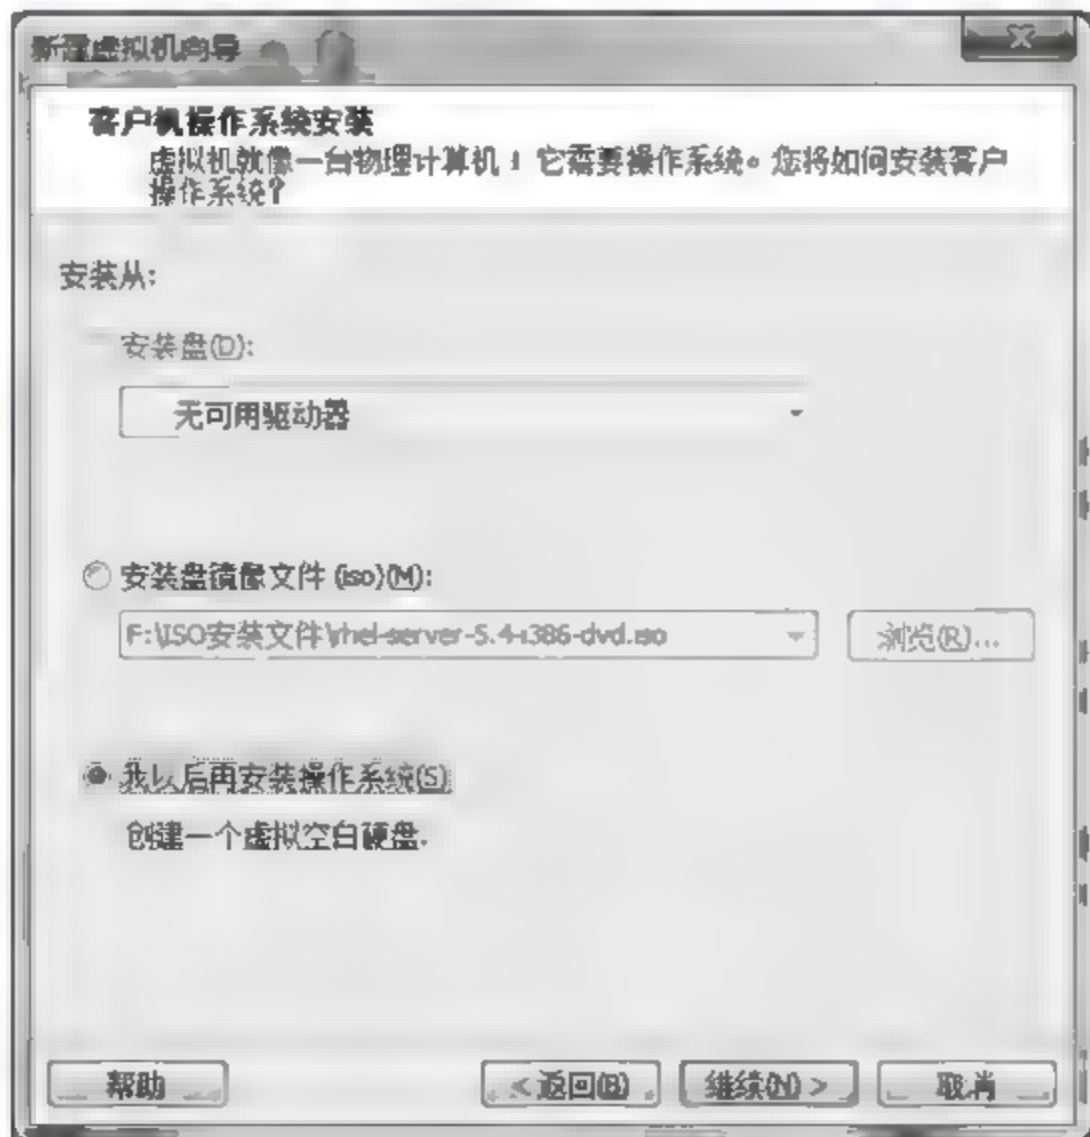 新建虚拟机向导
客户机操作系统安装
虚拟机就像一台物理计算机！它需要操作系统。您将如何安装客户
操作系统?
安装从:
安装盘(D):
无可用驱动器
安装盘镜像文件 (iso)(M):
F:\ISO安装文件\rhel-server-5.4-i386-dvd.iso
浏览(R)...
我以后再安装操作系统(S)
创建一个虚拟空白硬盘.
帮助
< 返回(B)
继续(N) >
取消